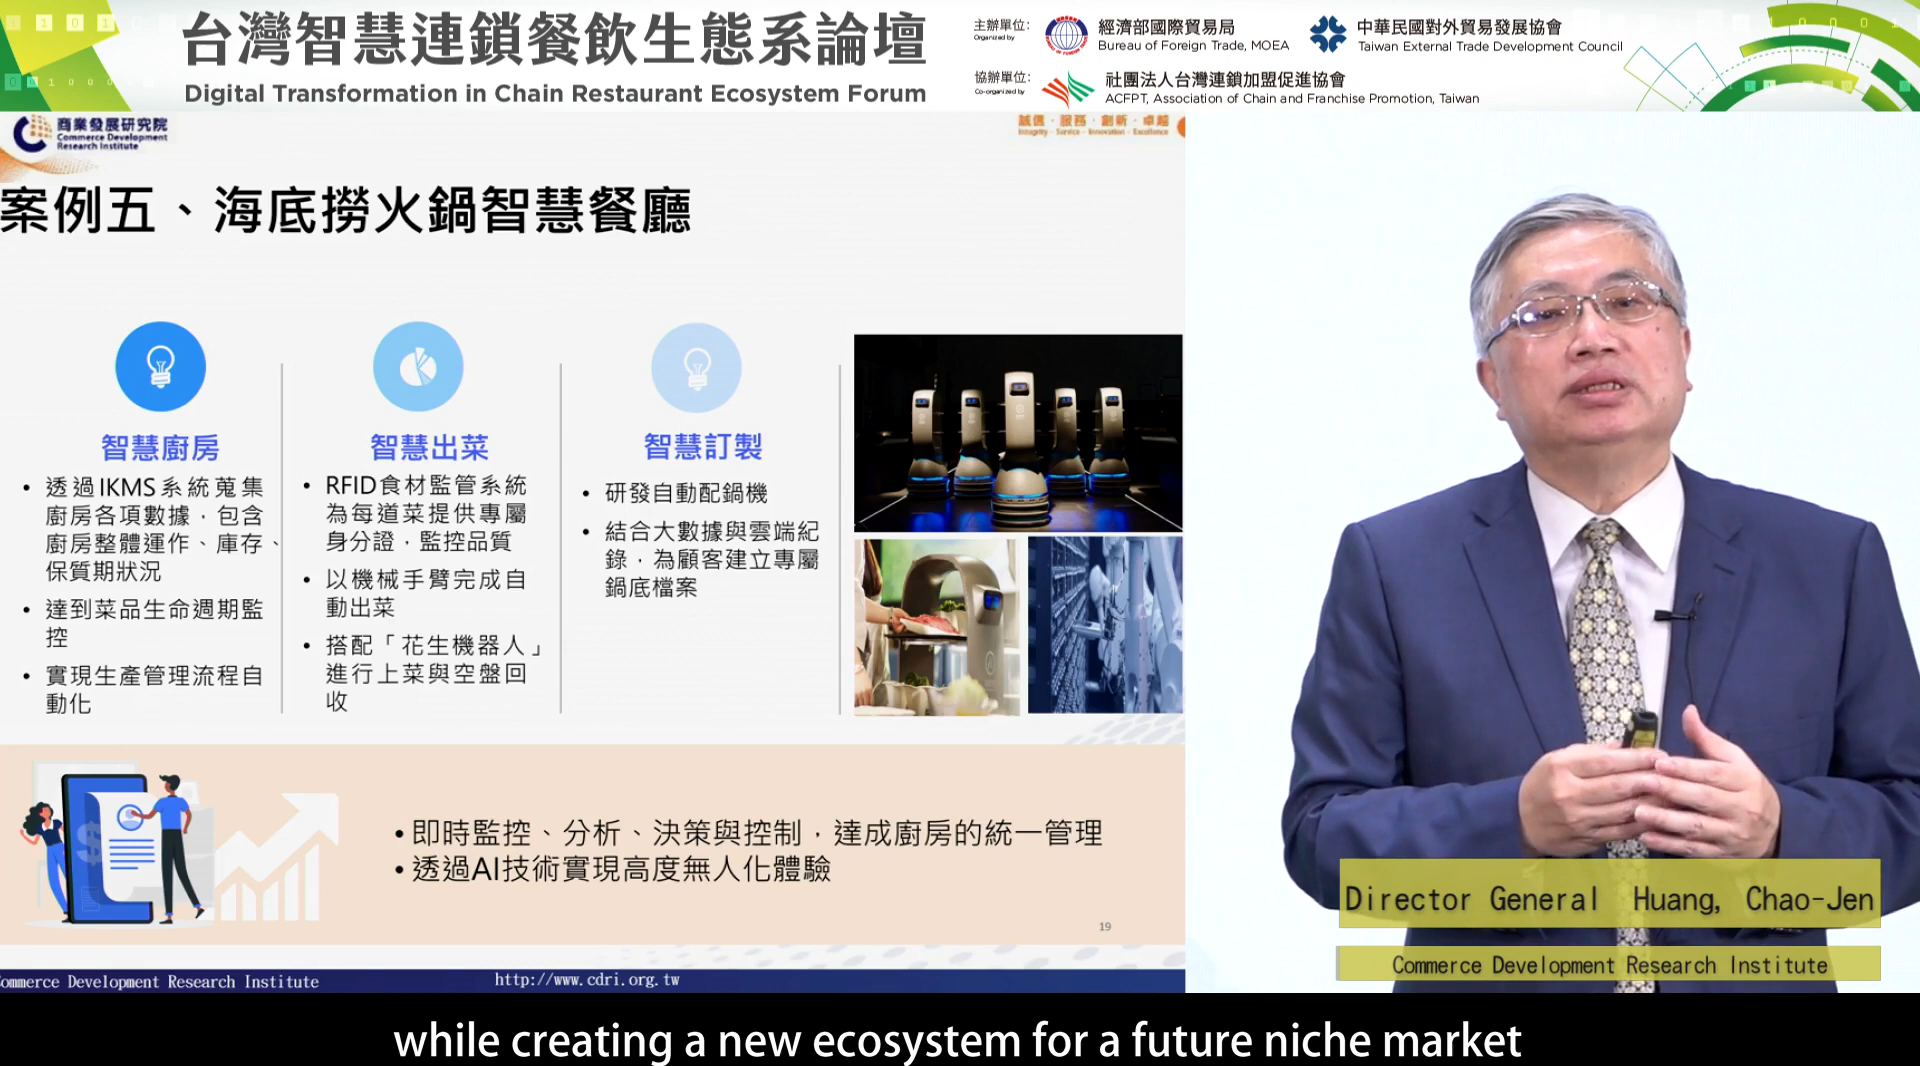 台灣智慧連鎖餐飲生態系論壇
Digital Transformation in Chain Restaurant Ecosystem Forum
主辦單位：
Organized by
經濟部國際貿易局
Bureau of Foreign Trade, MOEA
中華民國對外貿易發展協會
Taiwan External Trade Development Council
協辦單位：
Co-organized by
社團法人台灣連鎖加盟促進協會
ACFPT, Association of Chain and Franchise Promotion, Taiwan
商業發展研究院
Commerce Development
Research Institute
誠信．服務．創新．卓越
Integrity．Service．Innovation．Excellence
案例五、海底撈火鍋智慧餐廳
智慧廚房
• 透過IKMS系統蒐集
廚房各項數據，包含
廚房整體運作、庫存、
保質期狀況
• 達到菜品生命週期監
控
• 實現生產管理流程自
動化
智慧出菜
• RFID食材監管系統
為每道菜提供專屬
身分證，監控品質
• 以機械手臂完成自
動出菜
• 搭配「花生機器人」
進行上菜與空盤回
收
智慧訂製
• 研發自動配鍋機
• 結合大數據與雲端紀
錄，為顧客建立專屬
鍋底檔案
• 即時監控、分析、決策與控制，達成廚房的統一管理
• 透過AI技術實現高度無人化體驗
19
ommerce Development Research Institute
http://www.cdri.org.tw
Director General Huang, Chao-Jen
Commerce Development Research Institute
while creating a new ecosystem for a future niche market